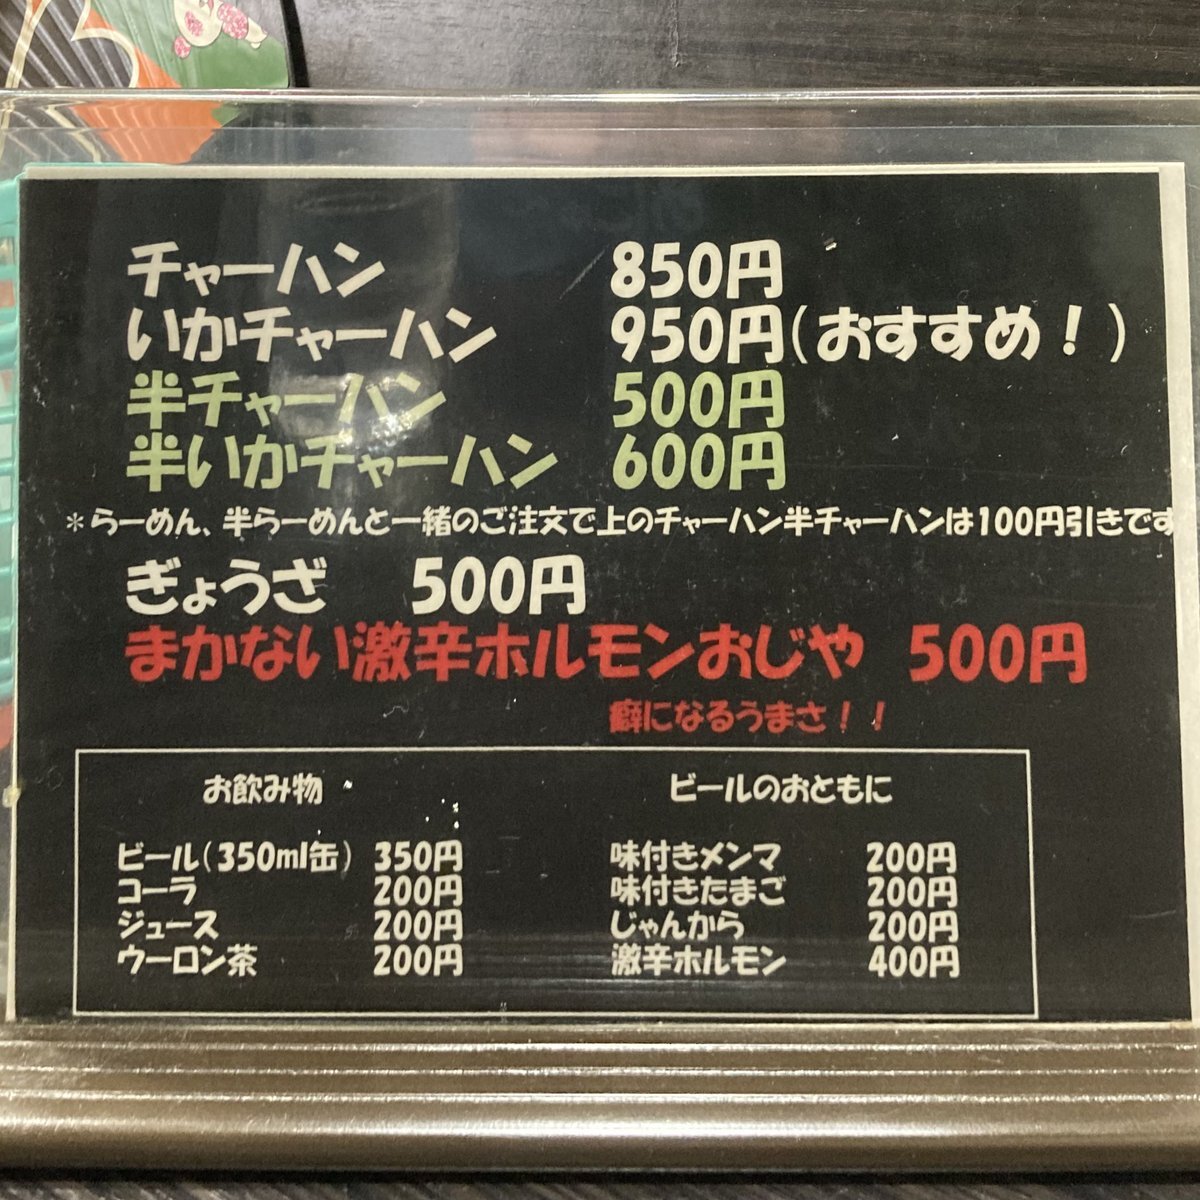 チャーハン 850円
いかチャーハン 950円(おすすめ！)
半チャーハン 500円
半いかチャーハン 600円
*らーめん、半らーめんと一緒のご注文で上のチャーハン半チャーハンは100円引きです
ぎょうざ 500円
まかない激辛ホルモンおじや 500円
癖になるうまさ！！
お飲み物
ビール(350ml缶) 350円
コーラ 200円
ジュース 200円
ウーロン茶 200円
ビールのおともに
味付きメンマ 200円
味付きたまご 200円
じゃんから 200円
激辛ホルモン 400円